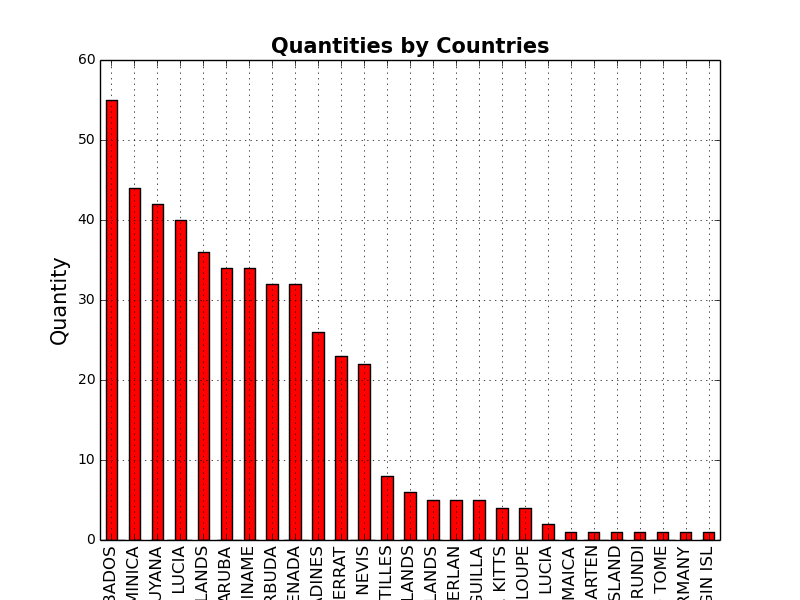 Quantities by Countries
Quantity
60
50
40
30
20
10
0
BADOS
MINICA
UYANA
LUCIA
LANDS
ARUBA
INAME
RBUDA
ENADA
ADINES
ERRAT
NEVIS
TILLES
LANDS
LANDS
ERLAN
GUILLA
KITTS
LOUPE
LUCIA
MAICA
ARTEN
SLAND
RUNDI
TOME
RMANY
GIN ISL